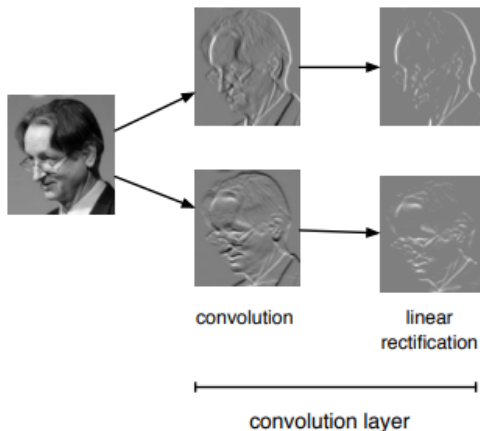 convolution
linear
rectification
convolution layer